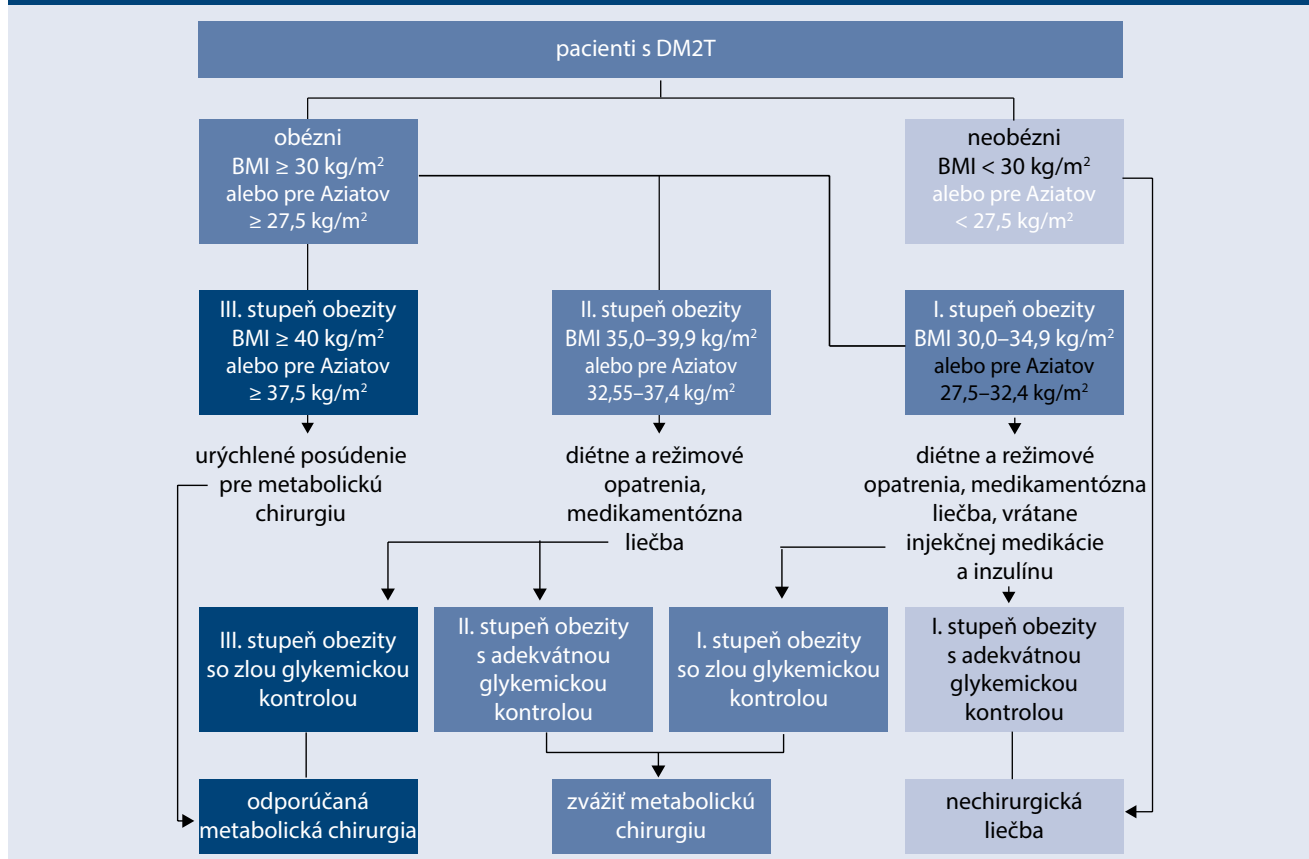 pacienti s DM2T
obézni
BMI ≥ 30 kg/m²
alebo pre Aziatov
≥ 27,5 kg/m²
neobézni
BMI < 30 kg/m²
alebo pre Aziatov
< 27,5 kg/m²
III. stupeň obezity
BMI ≥ 40 kg/m²
alebo pre Aziatov
≥ 37,5 kg/m²
II. stupeň obezity
BMI 35,0–39,9 kg/m²
alebo pre Aziatov
32,55–37,4 kg/m²
I. stupeň obezity
BMI 30,0–34,9 kg/m²
alebo pre Aziatov
27,5–32,4 kg/m²
urýchlené posúdenie
pre metabolickú
chirurgiu
diétne a režimové
opatrenia,
medikamentózna
liečba
diétne a režimové
opatrenia, medikamentózna
liečba, vrátane
injekčnej medikácie
a inzulínu
III. stupeň obezity
so zlou glykemickou
kontrolou
II. stupeň obezity
s adekvátnou
glykemickou
kontrolou
I. stupeň obezity
so zlou glykemickou
kontrolou
I. stupeň obezity
s adekvátnou
glykemickou
kontrolou
odporúčaná
metabolická chirurgia
zvážiť metabolickú
chirurgiu
nechirurgická
liečba